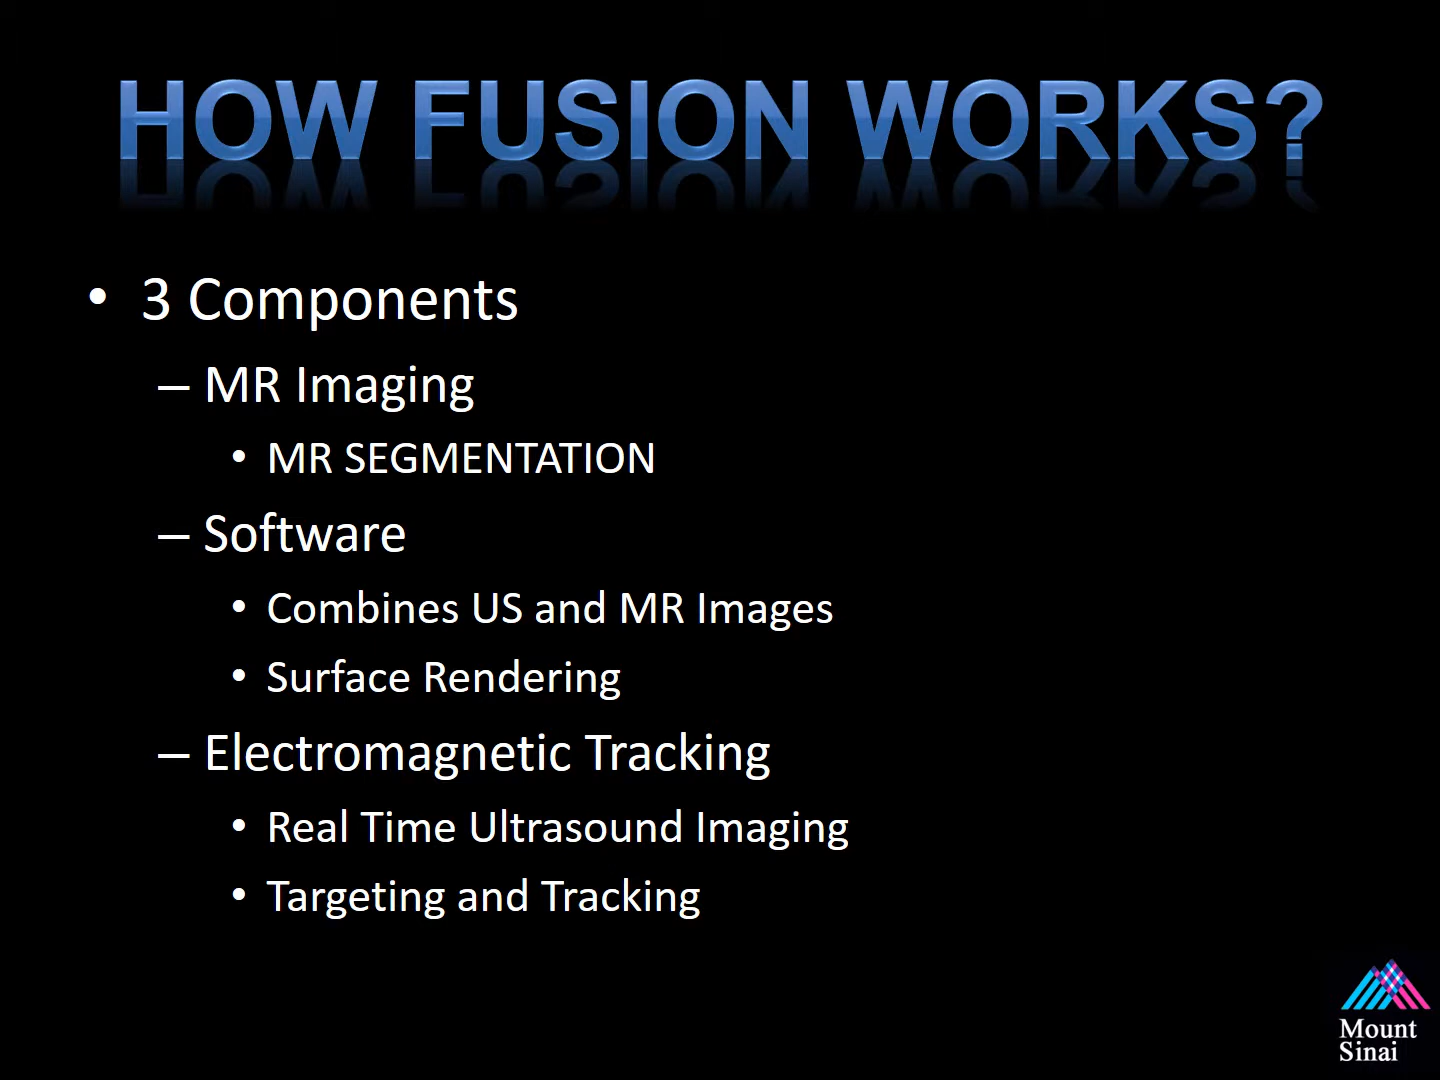 HOW FUSION WORKS?
• 3 Components
– MR Imaging
• MR SEGMENTATION
– Software
• Combines US and MR Images
• Surface Rendering
– Electromagnetic Tracking
• Real Time Ultrasound Imaging
• Targeting and Tracking
Mount
Sinai